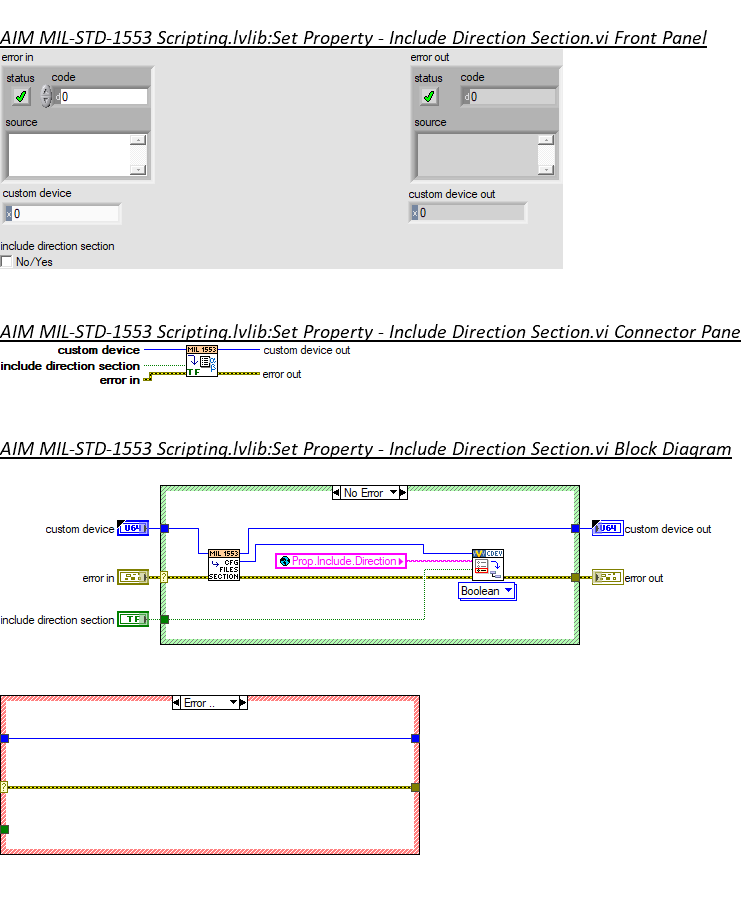 AIM MIL-STD-1553 Scripting.lvlib:Set Property - Include Direction Section.vi Front Panel
error in
error out
status code
status code
d0
d0
source
source
custom device
custom device out
x 0
x 0
include direction section
No/Yes
AIM MIL-STD-1553 Scripting.lvlib:Set Property - Include Direction Section.vi Connector Pane
custom device
MIL 1553
custom device out
include direction section
TF
error in
error out
AIM MIL-STD-1553 Scripting.lvlib:Set Property - Include Direction Section.vi Block Diagram
No Error
custom device
U64
U64
custom device out
MIL 1553
CFG
FILES
SECTION
Prop.Include.Direction
CDEV
error in
?
error out
Boolean
include direction section
TF
Error ..
?